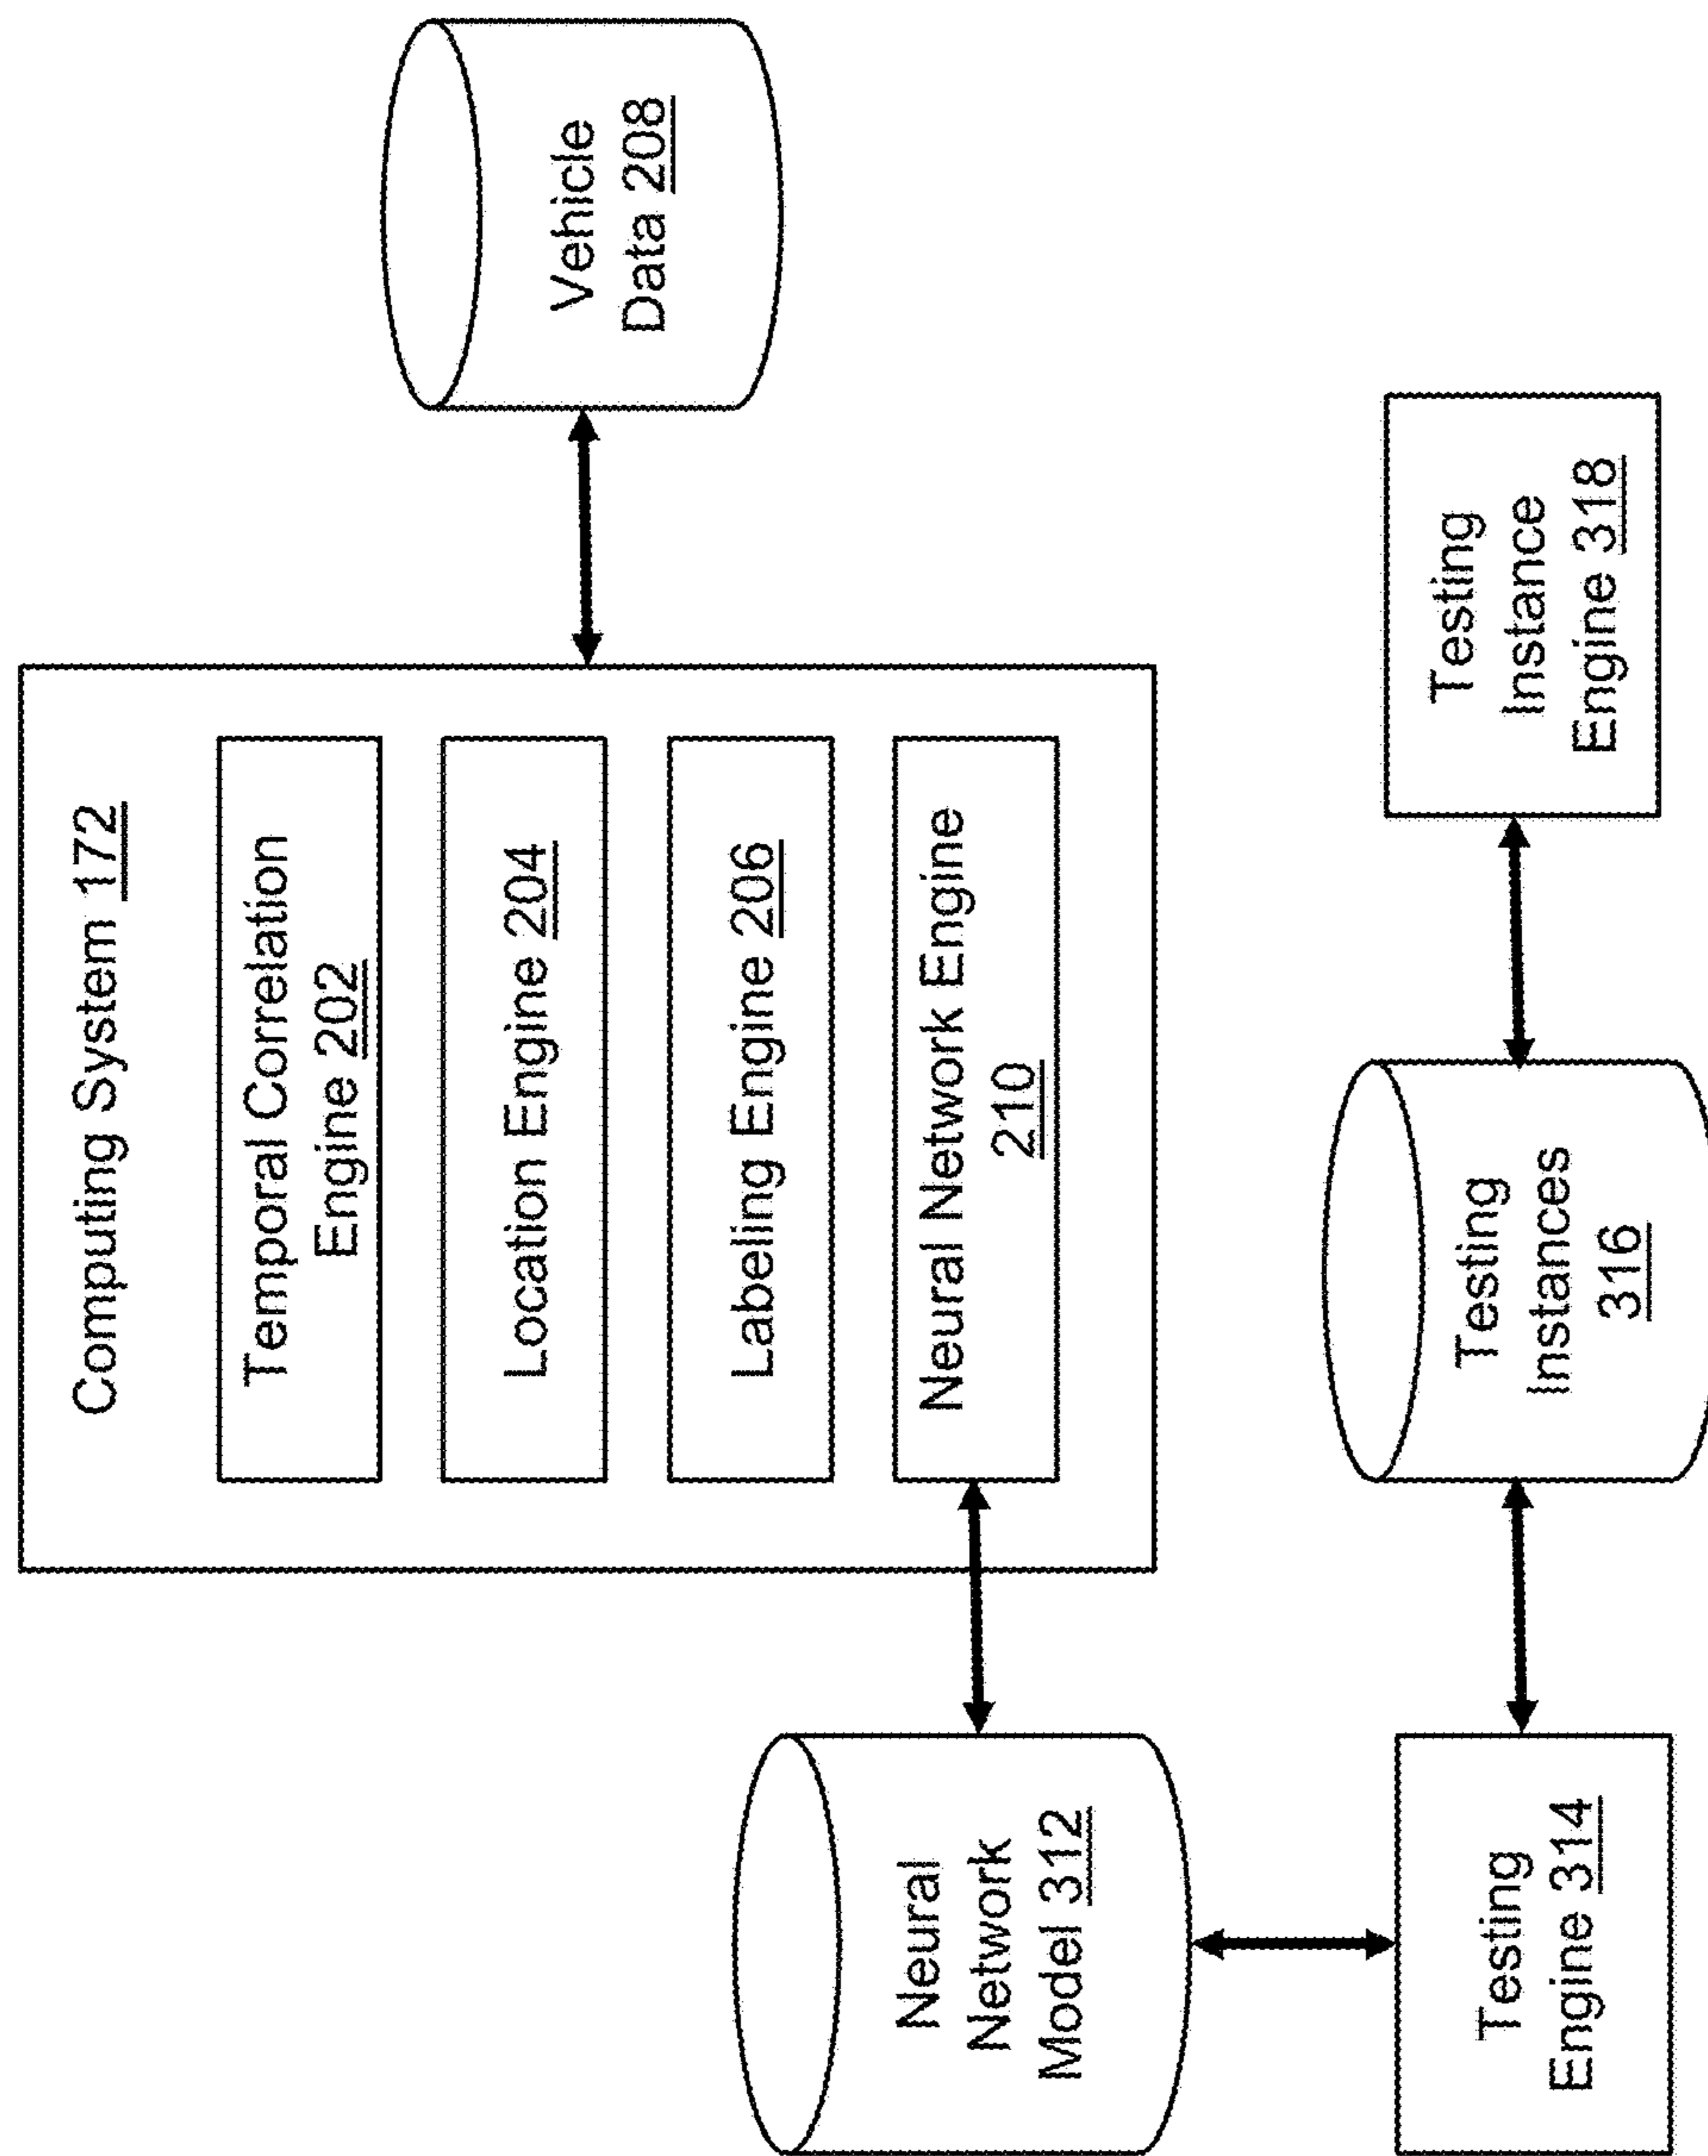 Computing System 172
Temporal Correlation
Engine 202
Location Engine 204
Labeling Engine 206
Neural Network Engine
210
Vehicle
Data 208
Neural
Network
Model 312
Testing
Engine 314
Testing
Instances
316
Testing
Instance
Engine 318